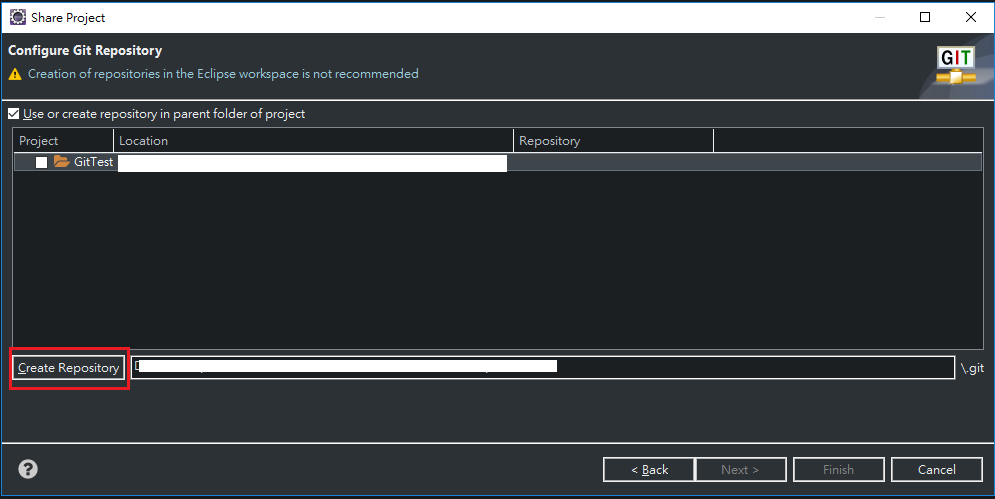 Share Project
Configure Git Repository
Creation of repositories in the Eclipse workspace is not recommended
GIT
Use or create repository in parent folder of project
Project Location Repository
GitTest
Create Repository \.git
? < Back Next > Finish Cancel